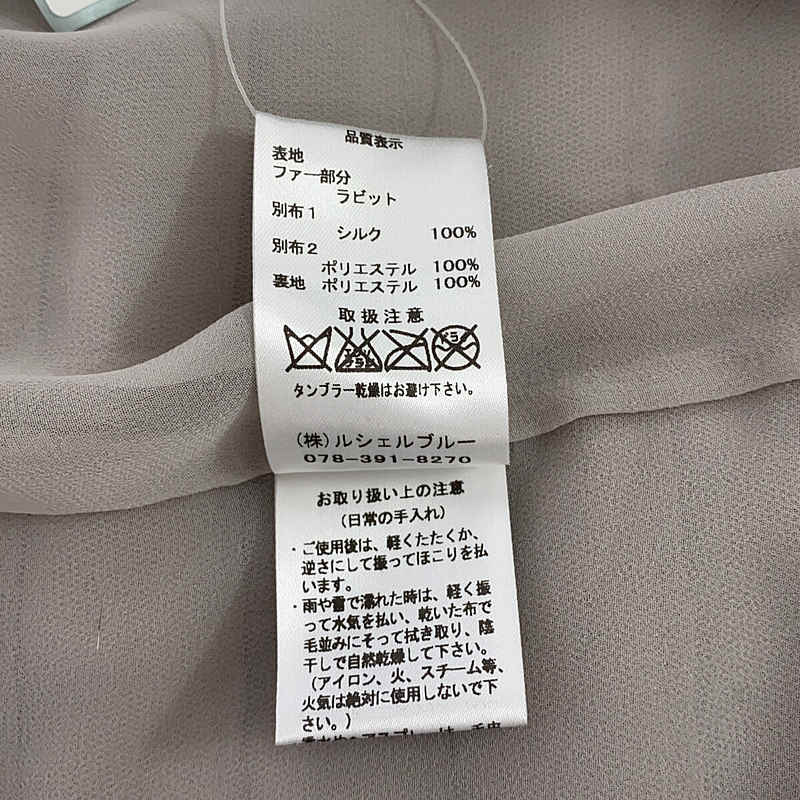 品質表示
表地
ファー部分
ラビット
別布1
シルク 100%
別布2
ポリエステル 100%
裏地 ポリエステル 100%
取扱注意
エンソ
サラム
ドライ
タンブラー乾燥はお避け下さい。
(株)ルシェルブルー
078-391-8270
お取り扱い上の注意
(日常の手入れ)
・ご使用後は、軽くたたくか、
逆さにして振ってほこりを払
います。
・雨や雪で濡れた時は、軽く振
って水気を払い、乾いた布で
毛並みにそって拭き取り、陰
干しで自然乾燥して下さい。
(アイロン、火、スチーム等、
火気は絶対に使用しないで下
さい。)